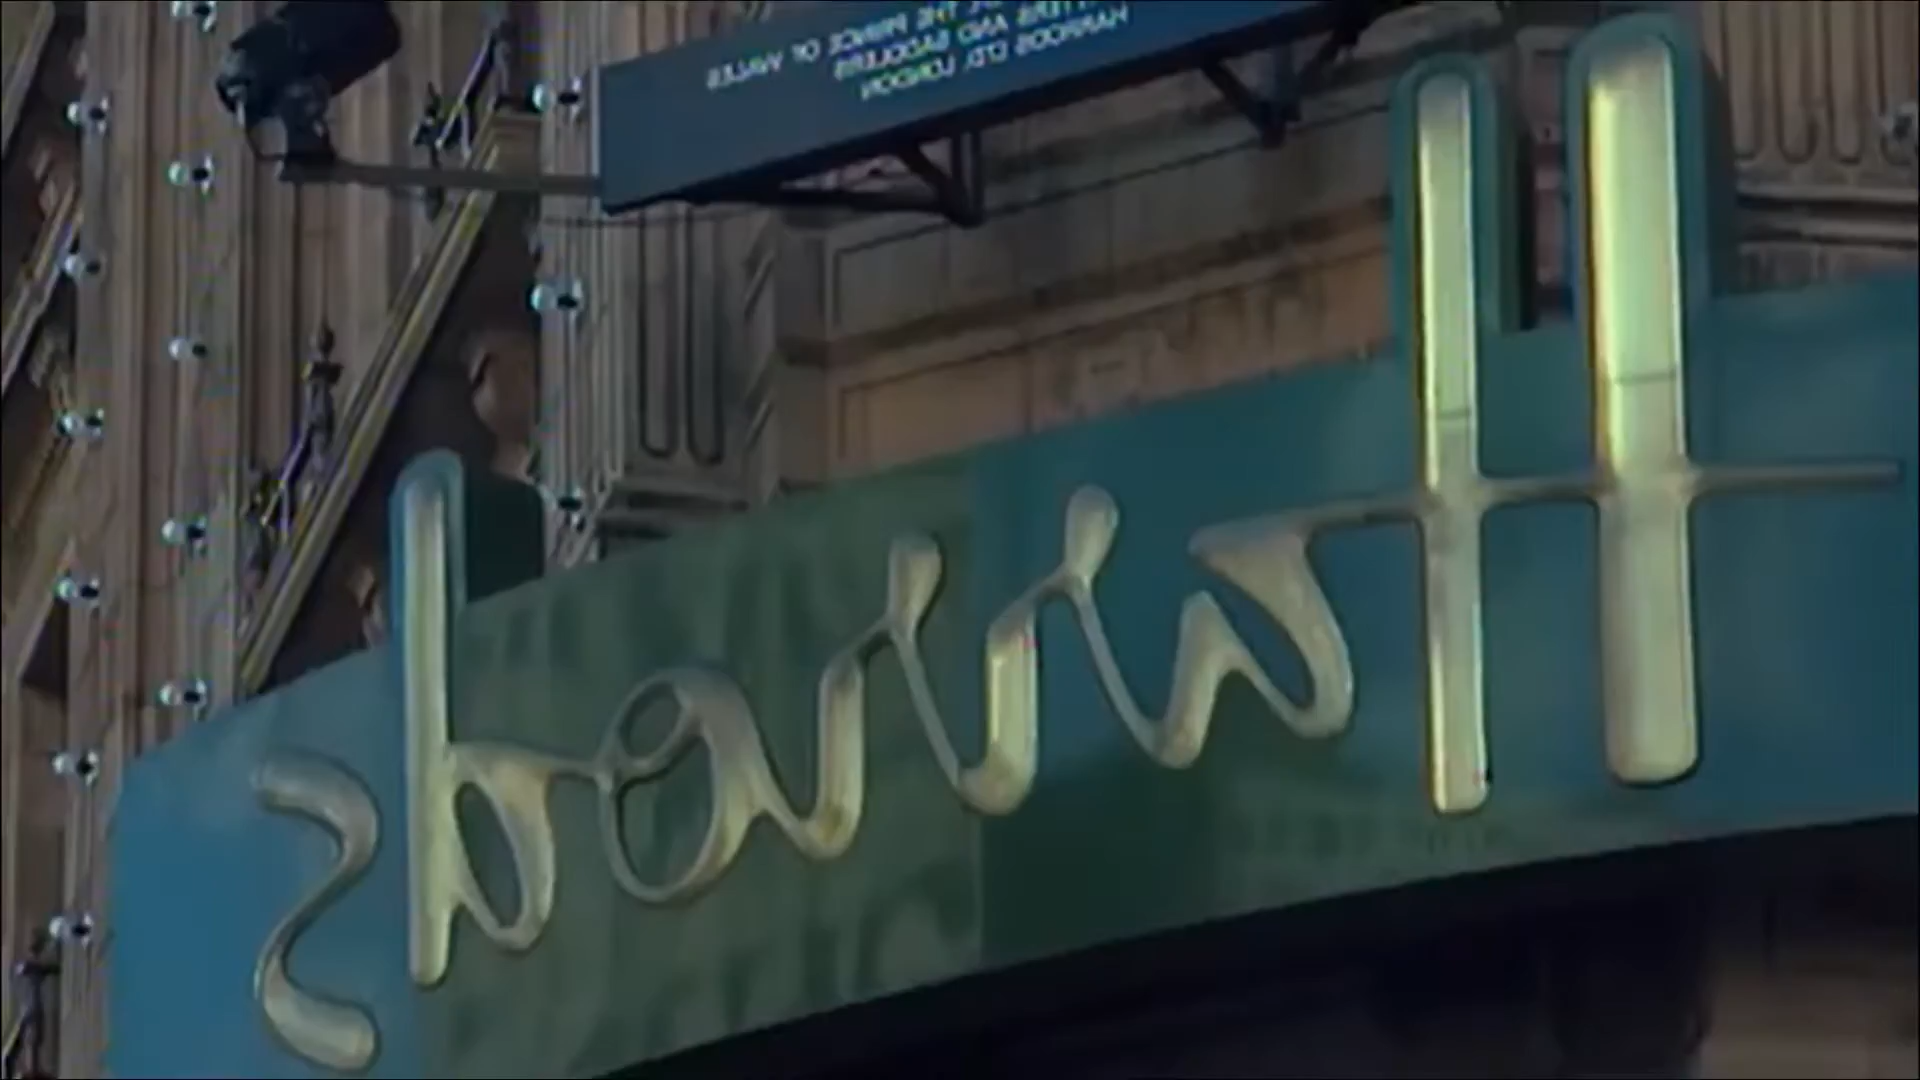 THE PRINCE OF WALES
AND SADDLERS
HARRODS LTD, LONDON
Harrods